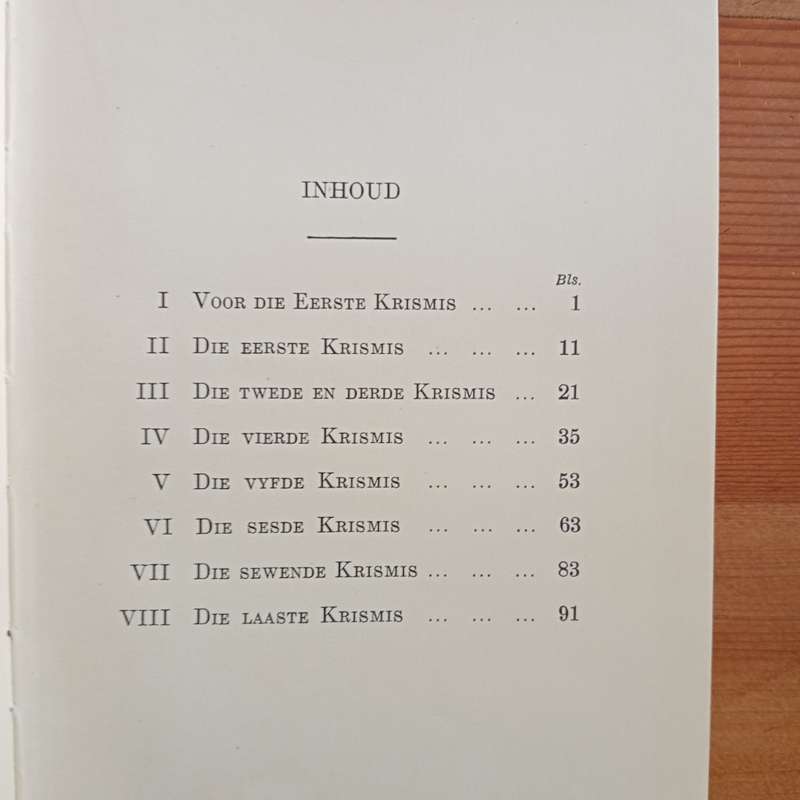 INHOUD
Bls.
I Voor die Eerste Krismis ... ... 1
II Die eerste Krismis ... ... ... 11
III Die twede en derde Krismis ... 21
IV Die vierde Krismis ... ... ... 35
V Die vyfde Krismis ... ... ... 53
VI Die sesde Krismis ... ... ... 63
VII Die sewende Krismis ... ... ... 83
VIII Die laaste Krismis ... ... ... 91